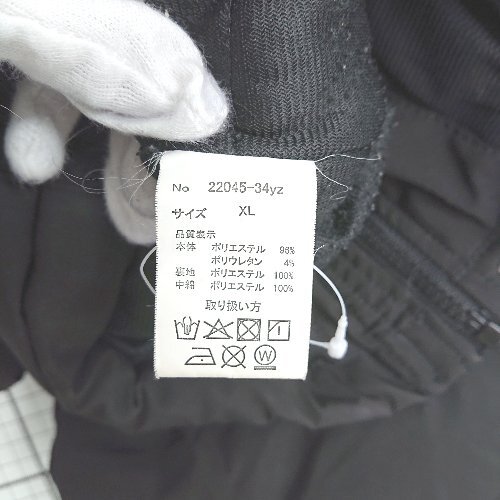 No 22045-34yz
サイズ XL
品質表示
本体 ポリエステル 96%
ポリウレタン 4%
裏地 ポリエステル 100%
中綿 ポリエステル 100%
取り扱い方
W